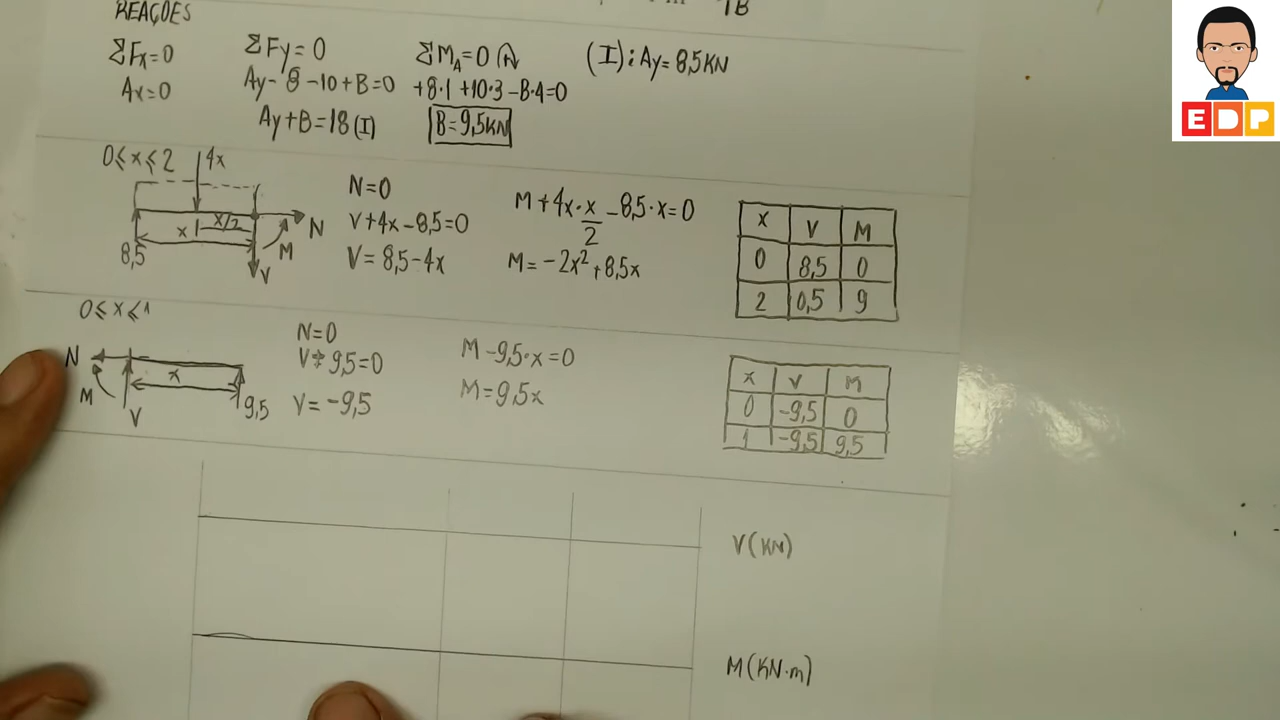 REAÇÕES
ΣFx=0
Ax=0
ΣFy=0
Ay-8-10+B=0
Ay+B=18(I)
ΣM_A=0
+8·1+10·3-B·4=0
B=9,5KN
(I): Ay=8,5KN
0≤x≤2
4x
x/2
x
N
M
V
8,5
N=0
V+4x-8,5=0
V=8,5-4x
M+4x·x/2-8,5·x=0
M=-2x²+8,5x
x V M
0 8,5 0
2 0,5 9
0≤x≤1
N
M
V
x
9,5
N=0
V+9,5=0
V=-9,5
M-9,5·x=0
M=9,5x
x V M
0 -9,5 0
1 -9,5 9,5
V(KN)
M(KN·m)
EDP